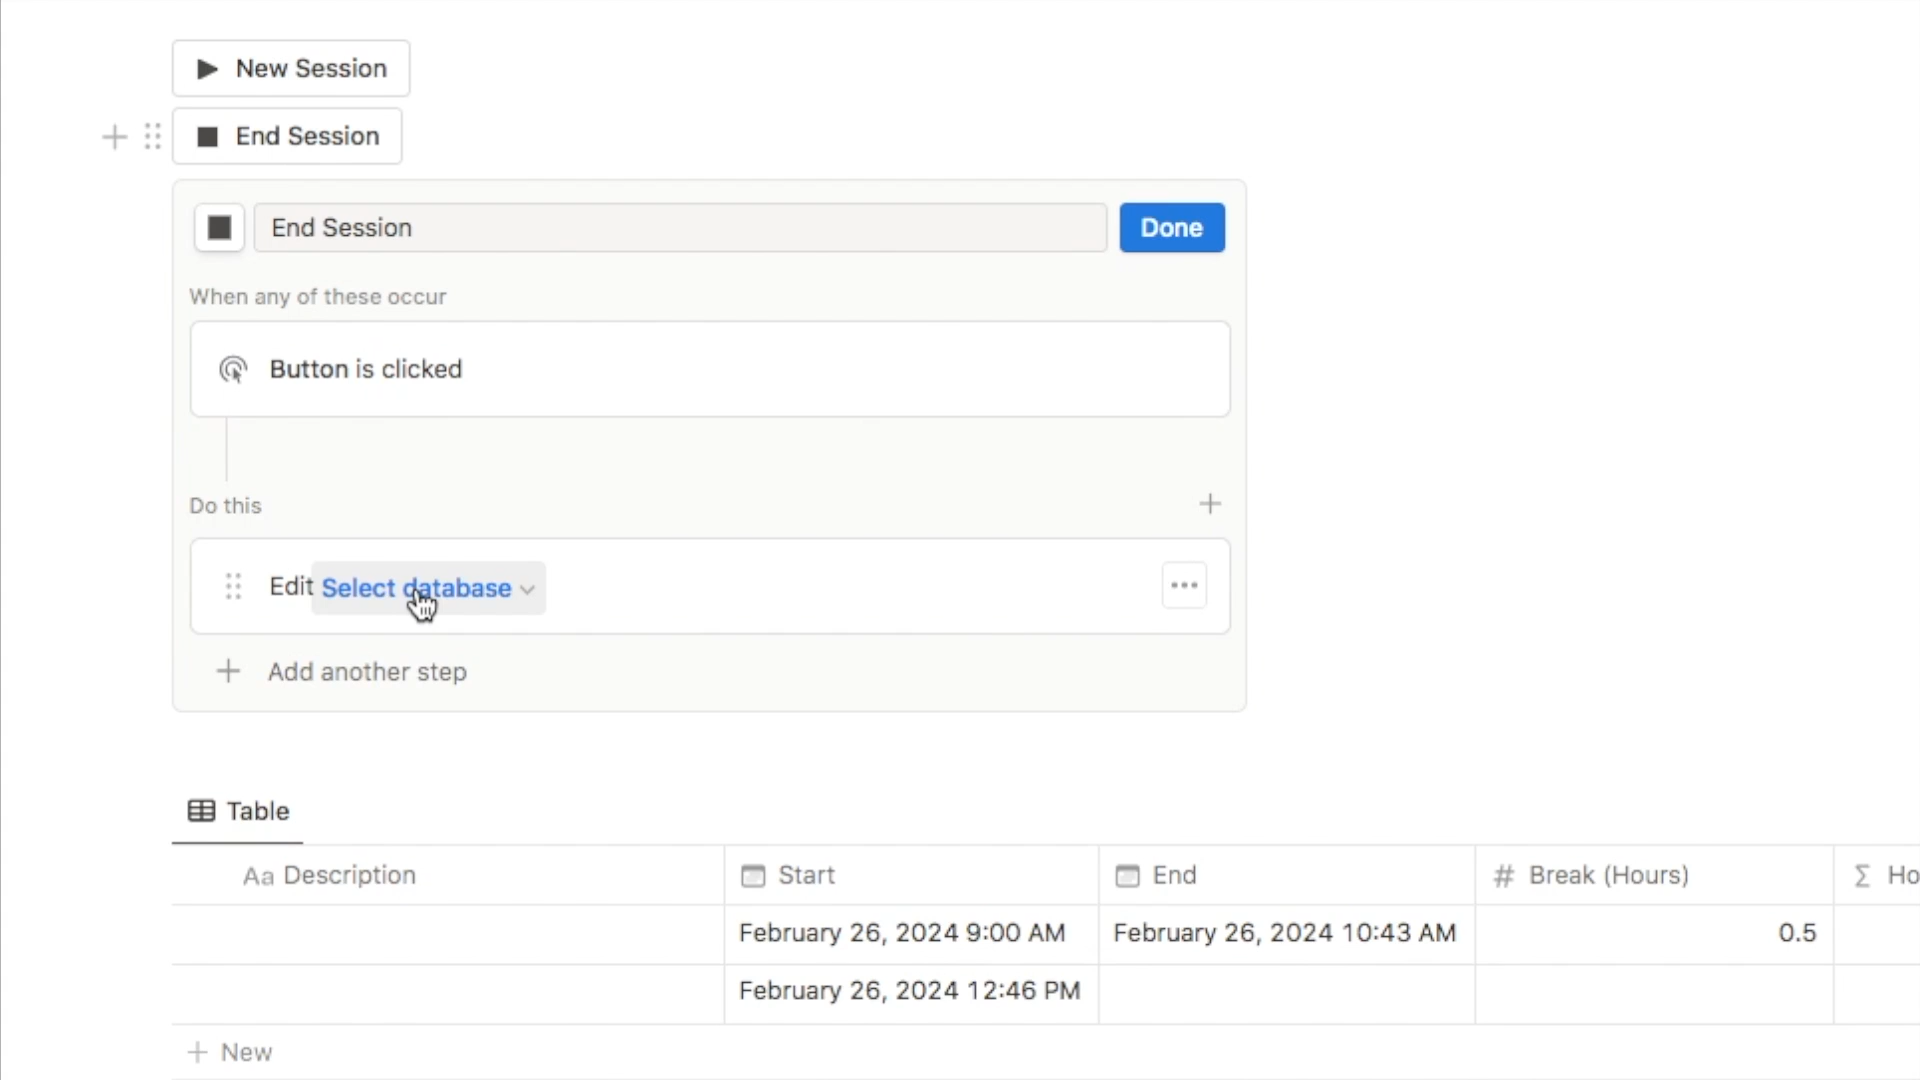 New Session
End Session
End Session
Done
When any of these occur
Button is clicked
Do this
Edit Select database
Add another step
Table
Aa Description Start End # Break (Hours) Σ Ho
February 26, 2024 9:00 AM February 26, 2024 10:43 AM 0.5
February 26, 2024 12:46 PM
New